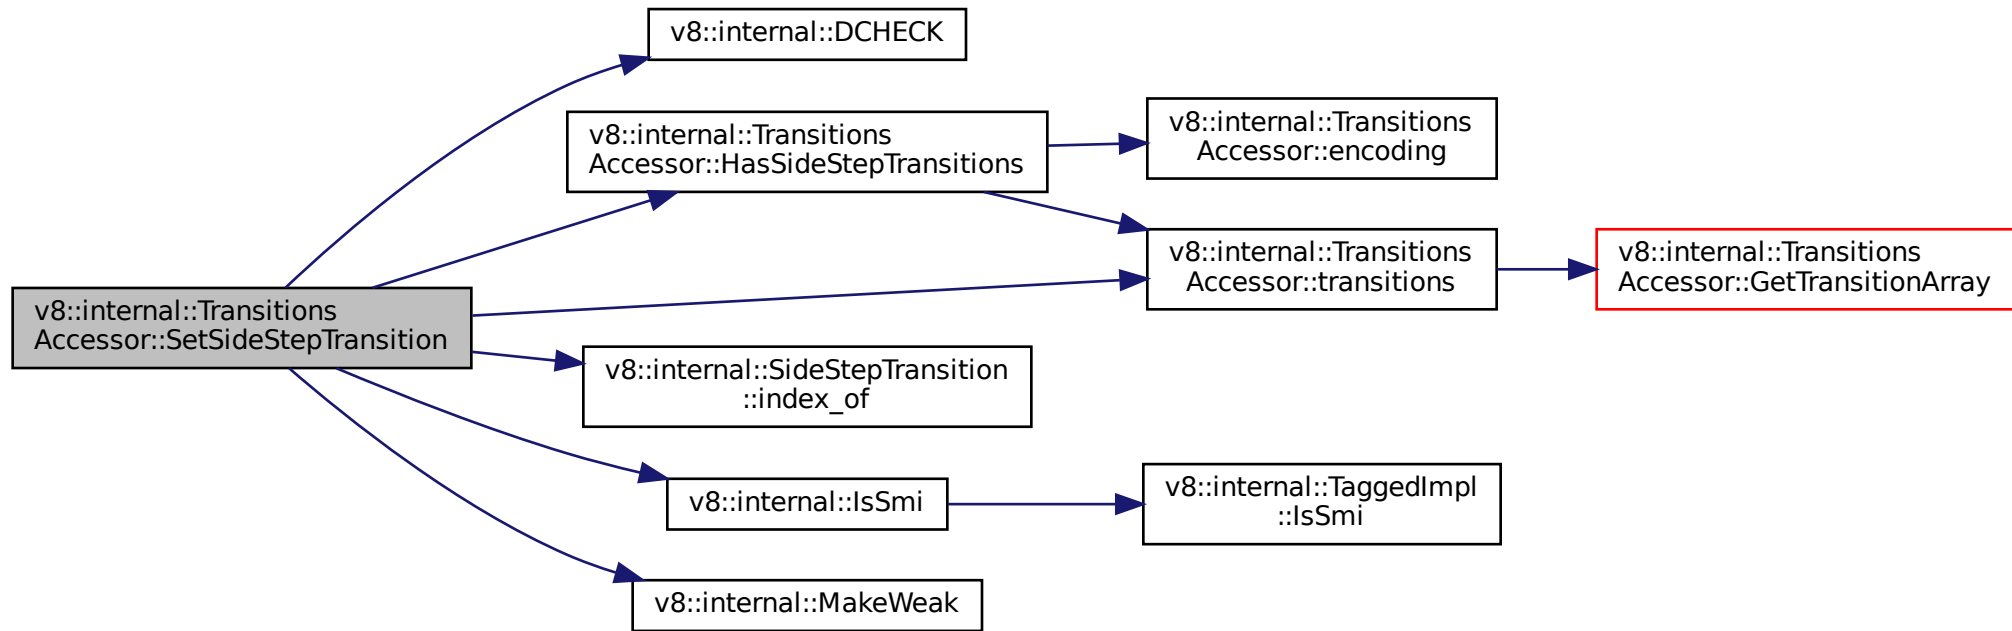 v8::internal::DCHECK
v8::internal::Transitions
Accessor::HasSideStepTransitions
v8::internal::Transitions
Accessor::encoding
v8::internal::Transitions
Accessor::transitions
v8::internal::Transitions
Accessor::GetTransitionArray
v8::internal::Transitions
Accessor::SetSideStepTransition
v8::internal::SideStepTransition
::index_of
v8::internal::IsSmi
v8::internal::TaggedImpl
::IsSmi
v8::internal::MakeWeak